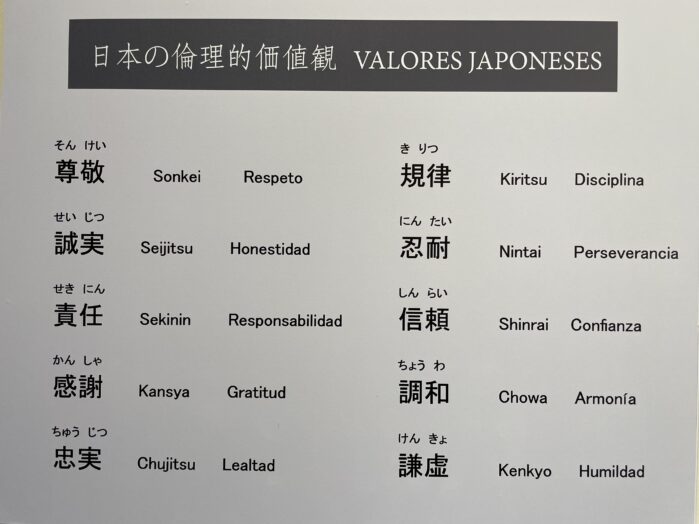 日本の倫理的価値観 VALORES JAPONESES
そん けい
尊敬 Sonkei Respeto
せい じつ
誠実 Seijitsu Honestidad
せき にん
責任 Sekinin Responsabilidad
かん しゃ
感謝 Kansya Gratitud
ちゅう じつ
忠実 Chujitsu Lealtad
き りつ
規律 Kiritsu Disciplina
にん たい
忍耐 Nintai Perseverancia
しん らい
信頼 Shinrai Confianza
ちょう わ
調和 Chowa Armonía
けん きょ
謙虚 Kenkyo Humildad